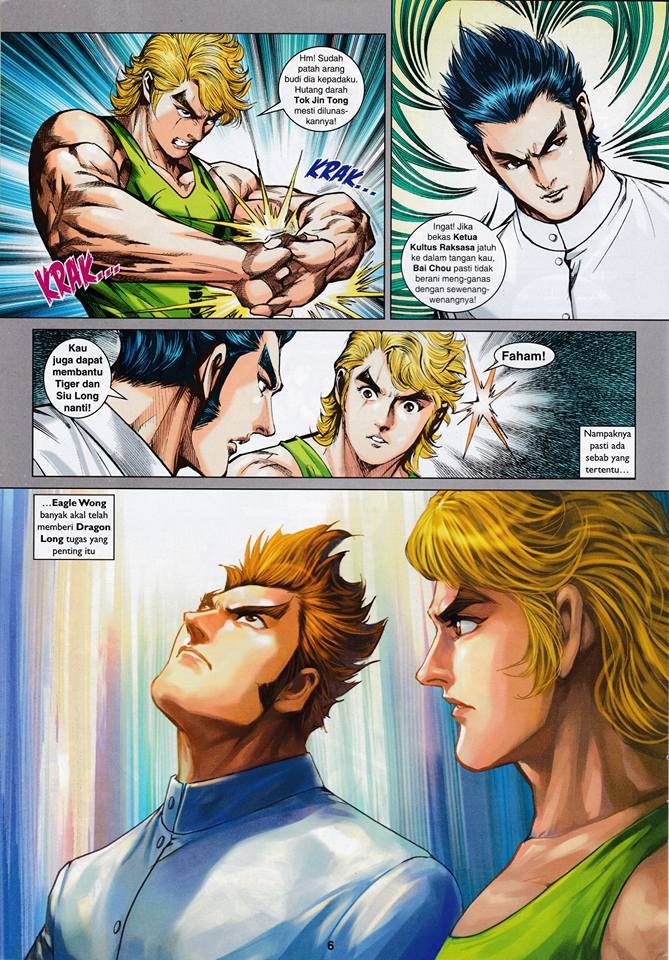 Hm! Sudah
patah arang
budi dia kepadaku.
Hutang darah
Tok Jin Tong
mesti dilunas-
kannya!
KRAK...
KRAK...
Ingat! Jika
bekas Ketua
Kultus Raksasa jatuh
ke dalam tangan kau,
Bai Chou pasti tidak
berani meng-ganas
dengan sewenang-
wenangnya!
Kau
juga dapat
membantu
Tiger dan
Siu Long
nanti!
Faham!
Nampaknya
pasti ada
sebab yang
tertentu...
...Eagle Wong
banyak akal telah
memberi Dragon
Long tugas yang
penting itu
6